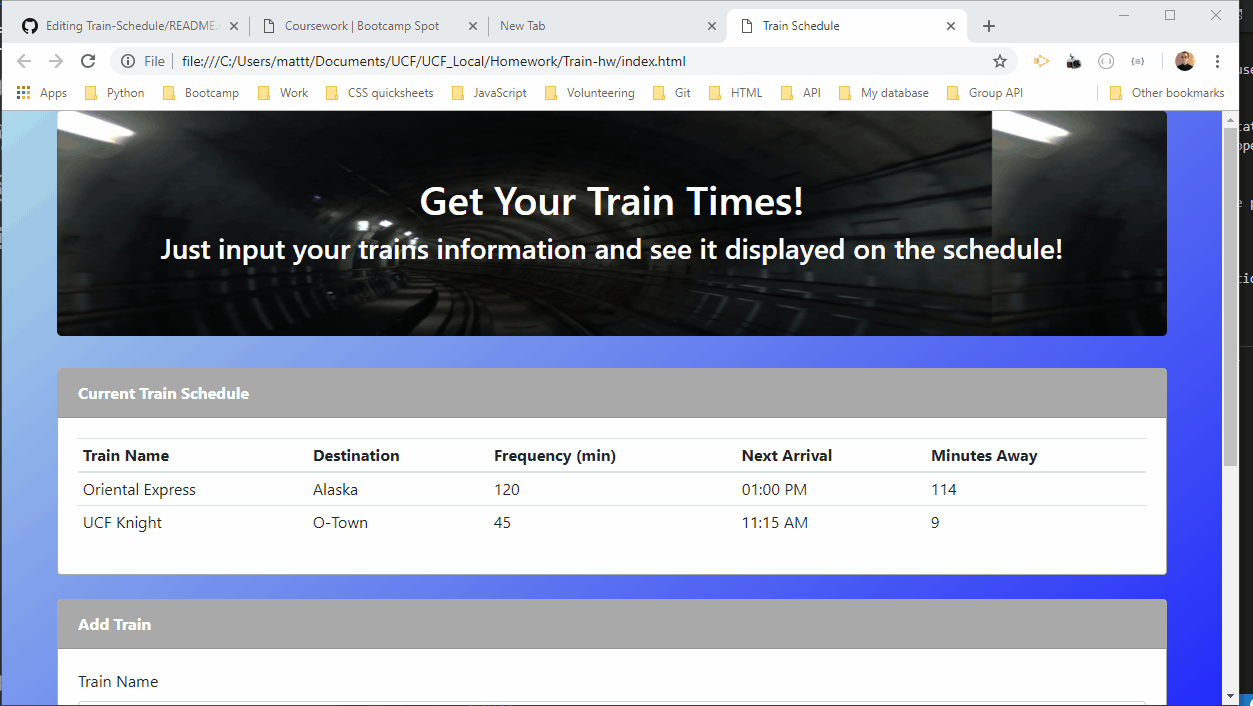 Editing Train-Schedule/README.
Coursework | Bootcamp Spot
New Tab
Train Schedule
File
file:///C:/Users/mattt/Documents/UCF/UCF_Local/Homework/Train-hw/index.html
Apps Python Bootcamp Work CSS quicksheets JavaScript Volunteering Git HTML API My database Group API Other bookmarks
Get Your Train Times!
Just input your trains information and see it displayed on the schedule!
Current Train Schedule
Train Name Destination Frequency (min) Next Arrival Minutes Away
Oriental Express Alaska 120 01:00 PM 114
UCF Knight O-Town 45 11:15 AM 9
Add Train
Train Name